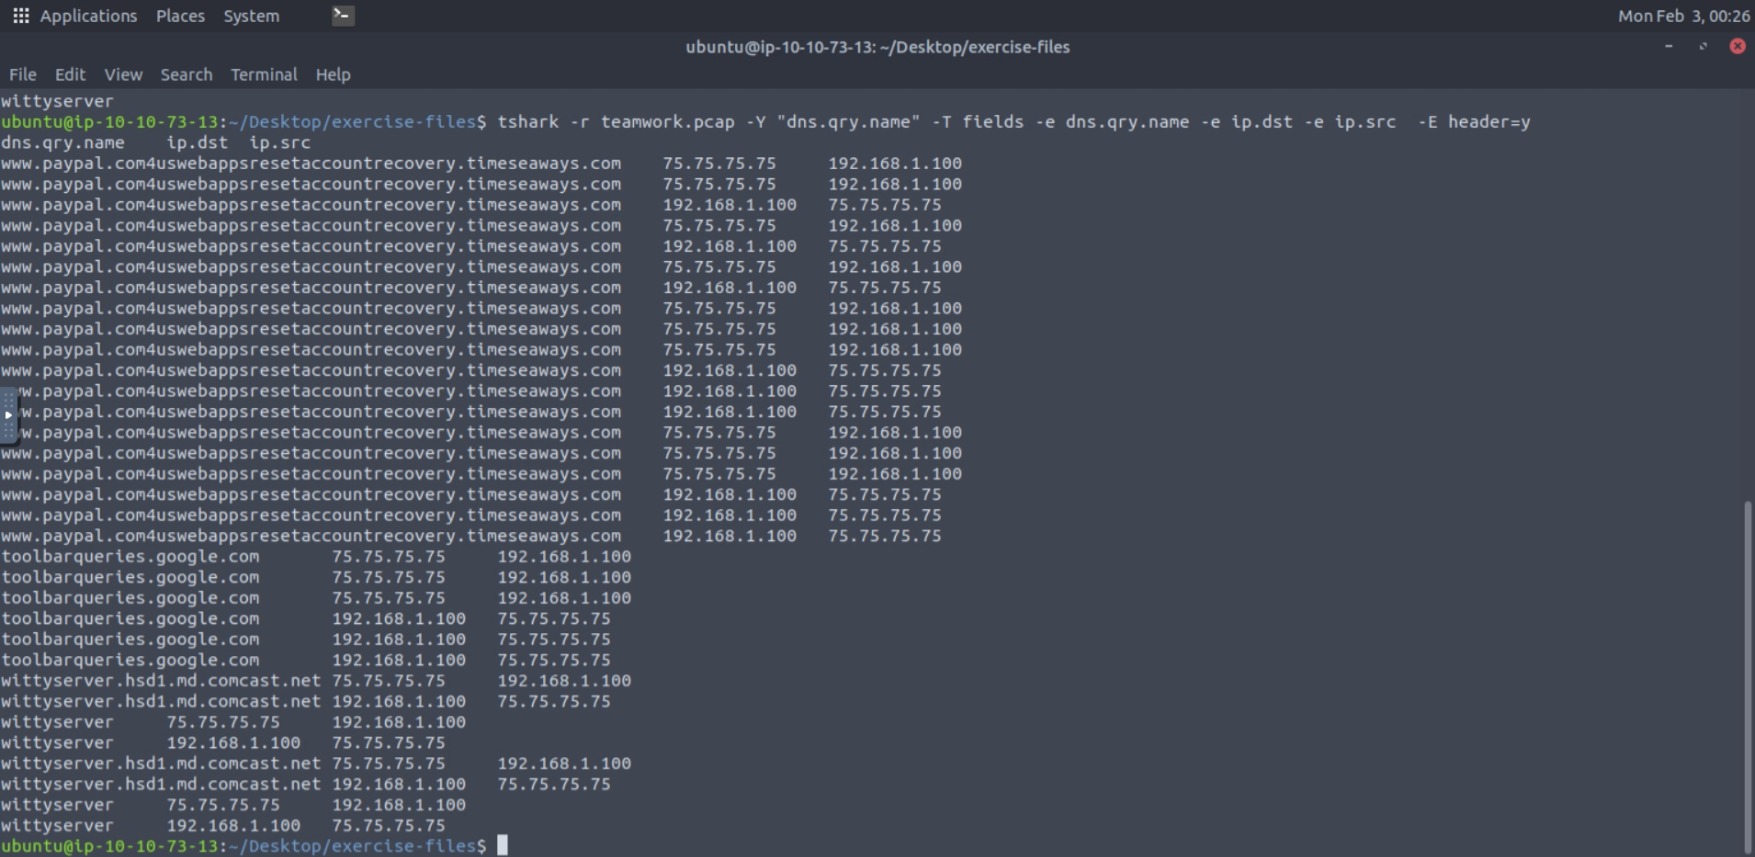 Applications Places System Mon Feb 3, 00:26
ubuntu@ip-10-10-73-13: ~/Desktop/exercise-files
File Edit View Search Terminal Help
wittyserver
ubuntu@ip-10-10-73-13:~/Desktop/exercise-files$ tshark -r teamwork.pcap -Y "dns.qry.name" -T fields -e dns.qry.name -e ip.dst -e ip.src  -E header=y
dns.qry.name ip.dst ip.src
www.paypal.com4uswebappsresetaccountrecovery.timeseaways.com 75.75.75.75 192.168.1.100
www.paypal.com4uswebappsresetaccountrecovery.timeseaways.com 75.75.75.75 192.168.1.100
www.paypal.com4uswebappsresetaccountrecovery.timeseaways.com 192.168.1.100 75.75.75.75
www.paypal.com4uswebappsresetaccountrecovery.timeseaways.com 75.75.75.75 192.168.1.100
www.paypal.com4uswebappsresetaccountrecovery.timeseaways.com 192.168.1.100 75.75.75.75
www.paypal.com4uswebappsresetaccountrecovery.timeseaways.com 75.75.75.75 192.168.1.100
www.paypal.com4uswebappsresetaccountrecovery.timeseaways.com 192.168.1.100 75.75.75.75
www.paypal.com4uswebappsresetaccountrecovery.timeseaways.com 75.75.75.75 192.168.1.100
www.paypal.com4uswebappsresetaccountrecovery.timeseaways.com 75.75.75.75 192.168.1.100
www.paypal.com4uswebappsresetaccountrecovery.timeseaways.com 75.75.75.75 192.168.1.100
www.paypal.com4uswebappsresetaccountrecovery.timeseaways.com 192.168.1.100 75.75.75.75
w.paypal.com4uswebappsresetaccountrecovery.timeseaways.com 192.168.1.100 75.75.75.75
w.paypal.com4uswebappsresetaccountrecovery.timeseaways.com 192.168.1.100 75.75.75.75
w.paypal.com4uswebappsresetaccountrecovery.timeseaways.com 75.75.75.75 192.168.1.100
www.paypal.com4uswebappsresetaccountrecovery.timeseaways.com 75.75.75.75 192.168.1.100
www.paypal.com4uswebappsresetaccountrecovery.timeseaways.com 75.75.75.75 192.168.1.100
www.paypal.com4uswebappsresetaccountrecovery.timeseaways.com 192.168.1.100 75.75.75.75
www.paypal.com4uswebappsresetaccountrecovery.timeseaways.com 192.168.1.100 75.75.75.75
www.paypal.com4uswebappsresetaccountrecovery.timeseaways.com 192.168.1.100 75.75.75.75
toolbarqueries.google.com 75.75.75.75 192.168.1.100
toolbarqueries.google.com 75.75.75.75 192.168.1.100
toolbarqueries.google.com 75.75.75.75 192.168.1.100
toolbarqueries.google.com 192.168.1.100 75.75.75.75
toolbarqueries.google.com 192.168.1.100 75.75.75.75
toolbarqueries.google.com 192.168.1.100 75.75.75.75
wittyserver.hsd1.md.comcast.net 75.75.75.75 192.168.1.100
wittyserver.hsd1.md.comcast.net 192.168.1.100 75.75.75.75
wittyserver 75.75.75.75 192.168.1.100
wittyserver 192.168.1.100 75.75.75.75
wittyserver.hsd1.md.comcast.net 75.75.75.75 192.168.1.100
wittyserver.hsd1.md.comcast.net 192.168.1.100 75.75.75.75
wittyserver 75.75.75.75 192.168.1.100
wittyserver 192.168.1.100 75.75.75.75
ubuntu@ip-10-10-73-13:~/Desktop/exercise-files$